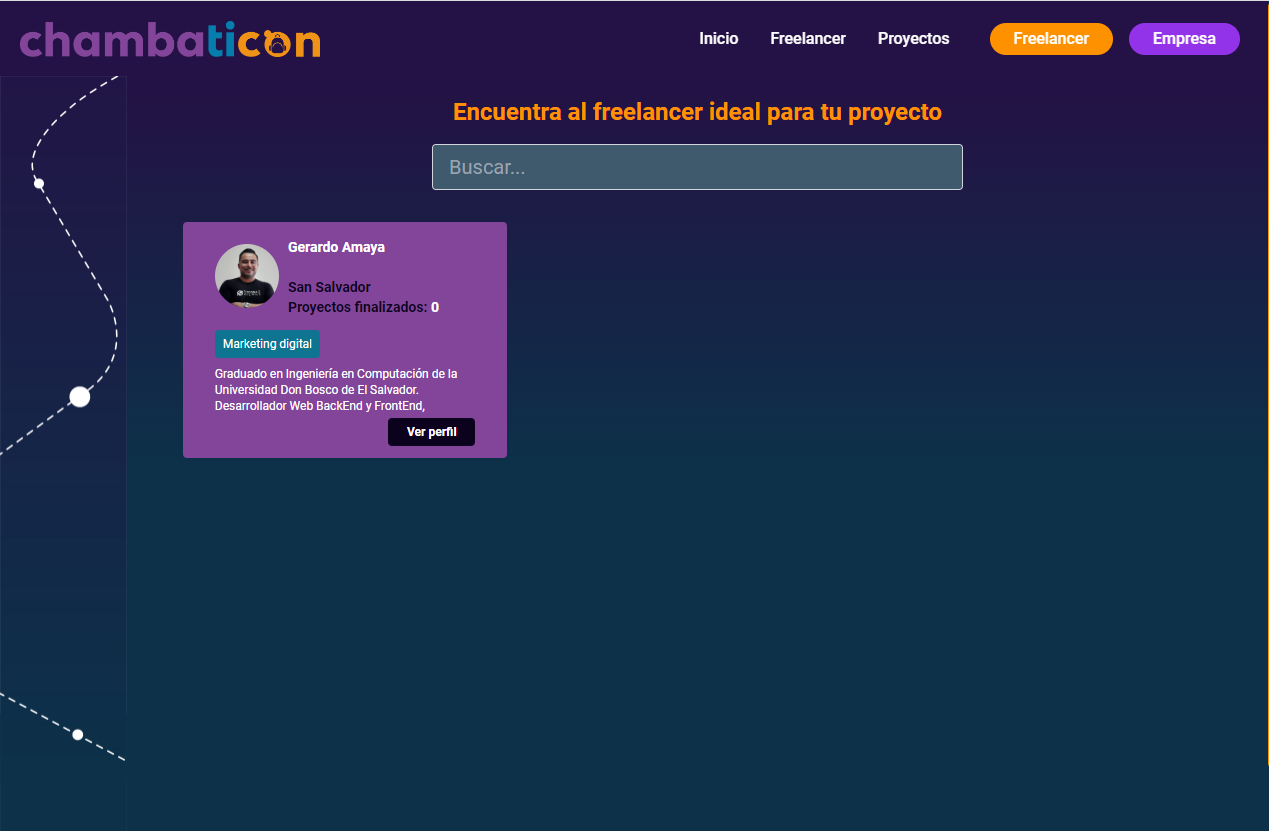 chambaticon
Inicio
Freelancer
Proyectos
Freelancer
Empresa
Encuentra al freelancer ideal para tu proyecto
Buscar...
Gerardo Amaya
San Salvador
Proyectos finalizados: 0
Marketing digital
Graduado en Ingeniería en Computación de la
Universidad Don Bosco de El Salvador.
Desarrollador Web BackEnd y FrontEnd,
Ver perfil